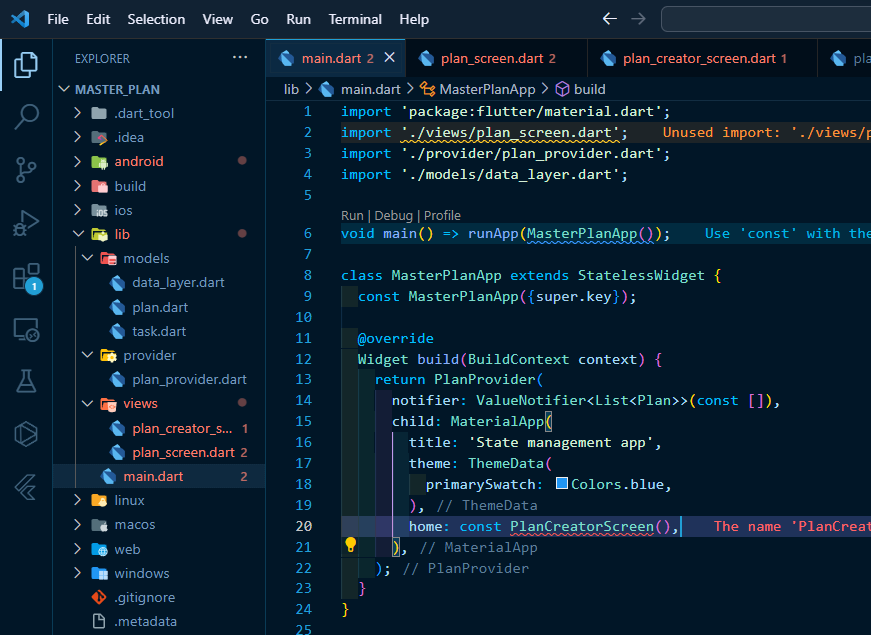 File Edit Selection View Go Run Terminal Help
EXPLORER
main.dart 2
plan_screen.dart 2
plan_creator_screen.dart 1
MASTER_PLAN
.dart_tool
.idea
android
build
ios
lib
models
data_layer.dart
plan.dart
task.dart
provider
plan_provider.dart
views
plan_creator_s... 1
plan_screen.dart 2
main.dart 2
linux
macos
web
windows
.gitignore
.metadata
1
lib > main.dart > MasterPlanApp > build
1 import 'package:flutter/material.dart';
2 import './views/plan_screen.dart'; Unused import: './views/p
3 import './provider/plan_provider.dart';
4 import './models/data_layer.dart';
5
Run | Debug | Profile
6 void main() => runApp(MasterPlanApp()); Use 'const' with the
7
8 class MasterPlanApp extends StatelessWidget {
9 const MasterPlanApp({super.key});
10
11 @override
12 Widget build(BuildContext context) {
13 return PlanProvider(
14 notifier: ValueNotifier<List<Plan>>(const []),
15 child: MaterialApp(
16 title: 'State management app',
17 theme: ThemeData(
18 primarySwatch: Colors.blue,
19 ), // ThemeData
20 home: const PlanCreatorScreen(), The name 'PlanCreat
21 ), // MaterialApp
22 ); // PlanProvider
23 }
24 }
25